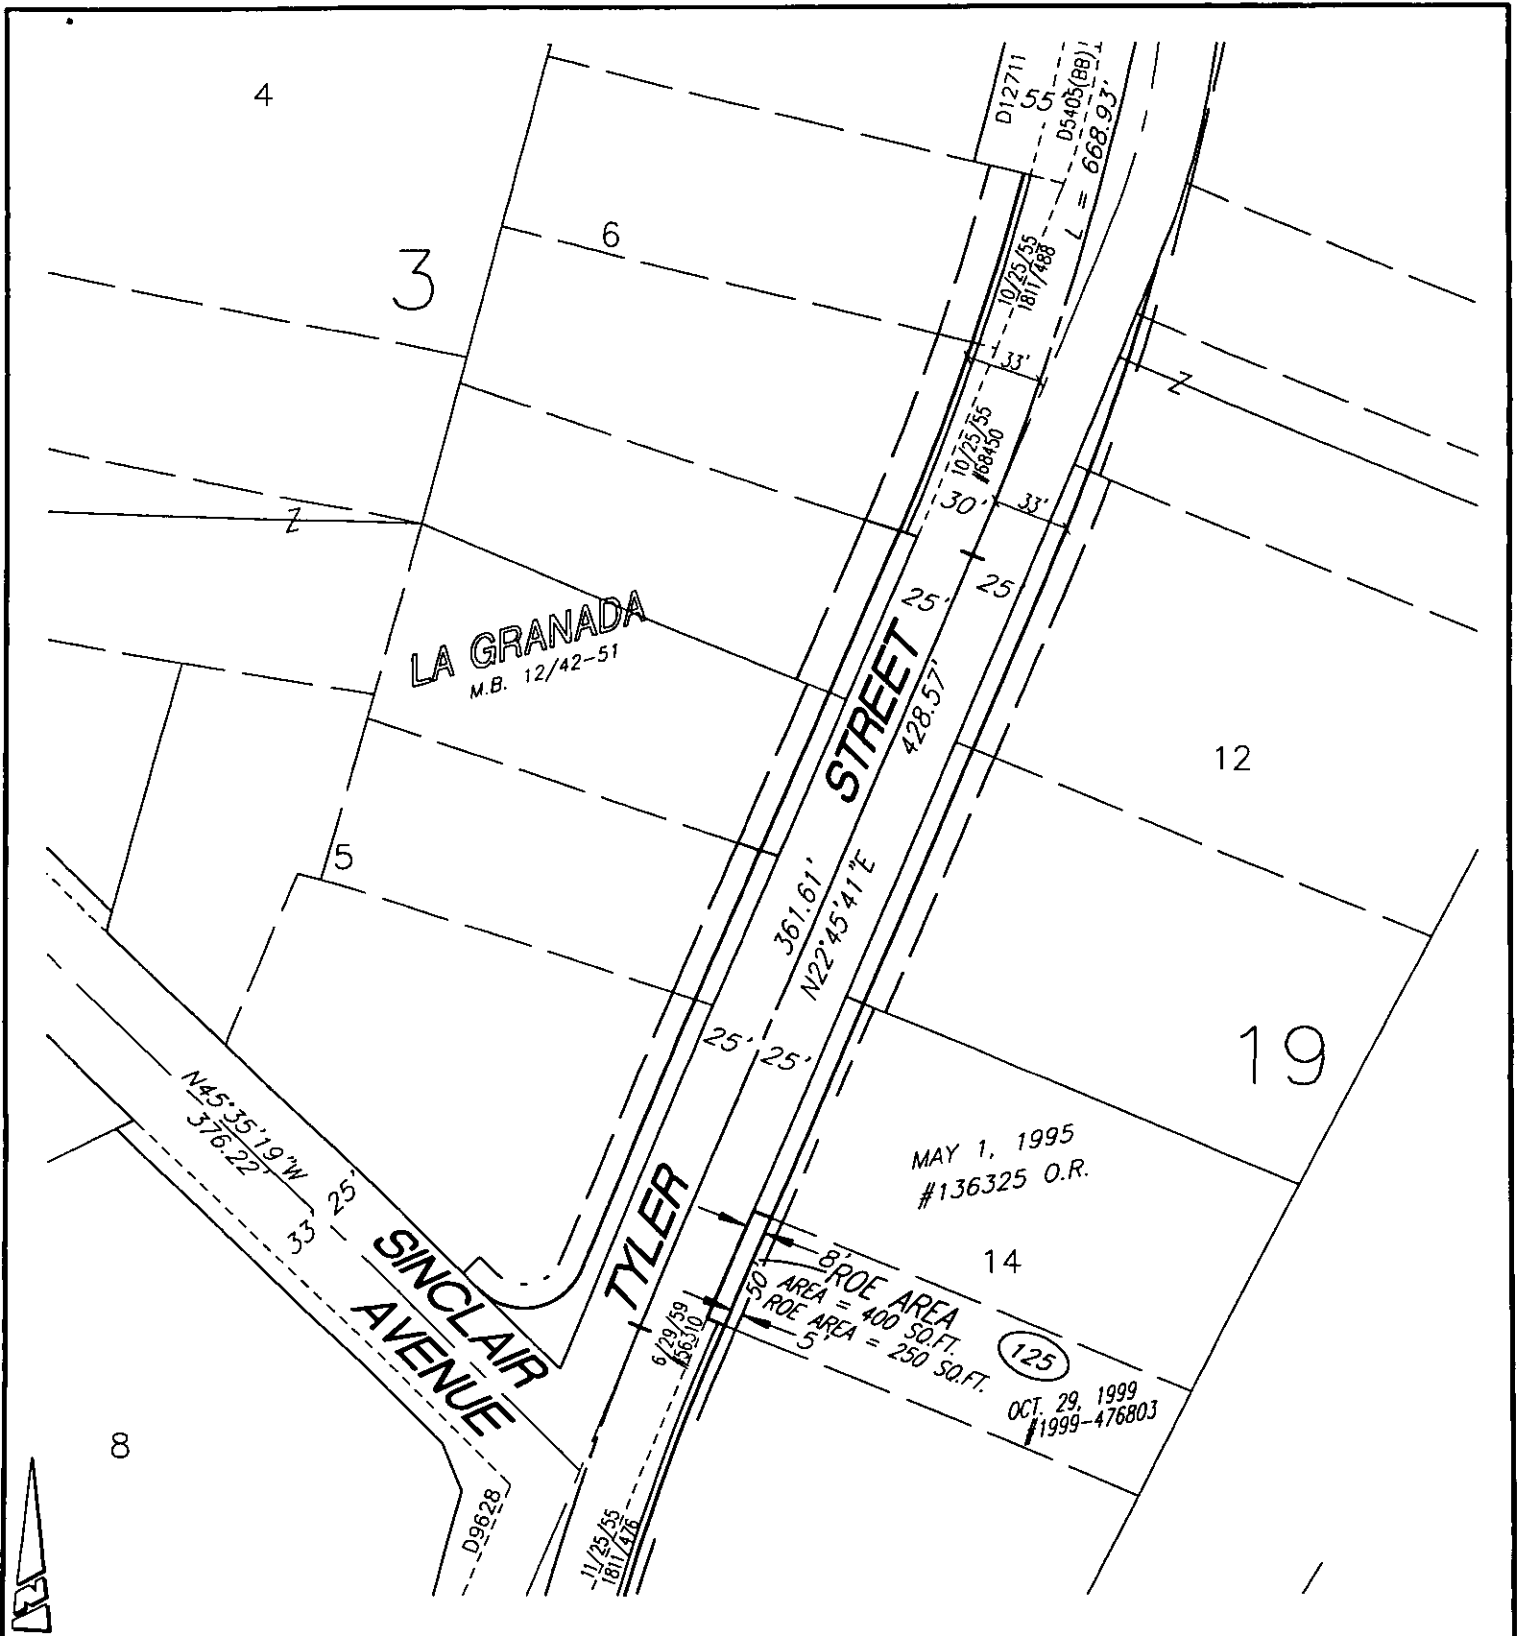 4
D12711
55'
D5405(BB)
L = 668.93'
6
3
10/25/55
1811/488
33'
Z
10/25/55
#68450
30'
33'
Z
25'
25'
LA GRANADA
M.B. 12/42-51
STREET
428.57'
12
5
361.61'
N22°45'41"E
25'
25'
19
N45°35'19"W
376.22'
MAY 1, 1995
#136325 O.R.
25'
33'
TYLER
14
SINCLAIR
AVENUE
8'
ROE AREA
AREA = 400 SQ.FT.
50'
ROE AREA = 250 SQ.FT.
5'
125
6/29/59
#56310
OCT. 29, 1999
#1999-476803
8
D9628
11/25/55
1811/476
N